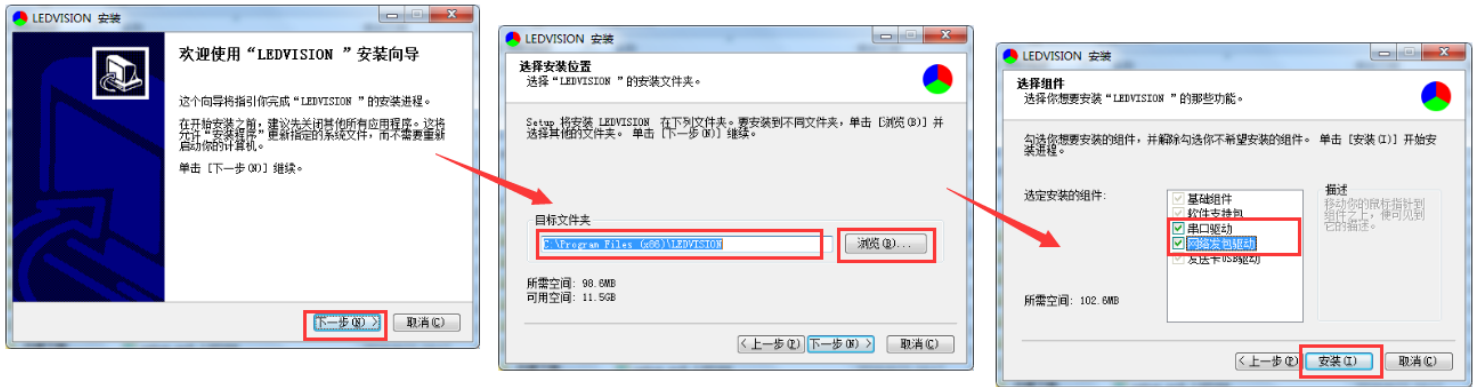 LEDVISION 安装
欢迎使用“LEDVISION ”安装向导
这个向导将指引你完成“LEDVISION ”的安装进程。
在开始安装之前，建议先关闭其他所有应用程序。这将
允许“安装程序”更新指定的系统文件，而不需要重新
启动你的计算机。
单击 [下一步(N)] 继续。
下一步(N) >
取消(C)
LEDVISION 安装
选择安装位置
选择“LEDVISION ”的安装文件夹。
Setup 将安装 LEDVISION 在下列文件夹。要安装到不同文件夹，单击 [浏览(B)] 并
选择其他的文件夹。 单击 [下一步(N)] 继续。
目标文件夹
C:\Program Files (x86)\LEDVISION
浏览(B)...
所需空间: 98.6MB
可用空间: 11.5GB
< 上一步(P)
下一步(N) >
取消(C)
LEDVISION 安装
选择组件
选择你想要安装“LEDVISION ”的那些功能。
勾选你想要安装的组件，并解除勾选你不希望安装的组件。 单击 [安装(I)] 开始安
装进程。
选定安装的组件:
基础组件
软件支持包
串口驱动
网络发包驱动
发送卡USB驱动
描述
移动你的鼠标指针到
组件之上，便可见到
它的描述。
所需空间: 102.6MB
< 上一步(P)
安装(I)
取消(C)